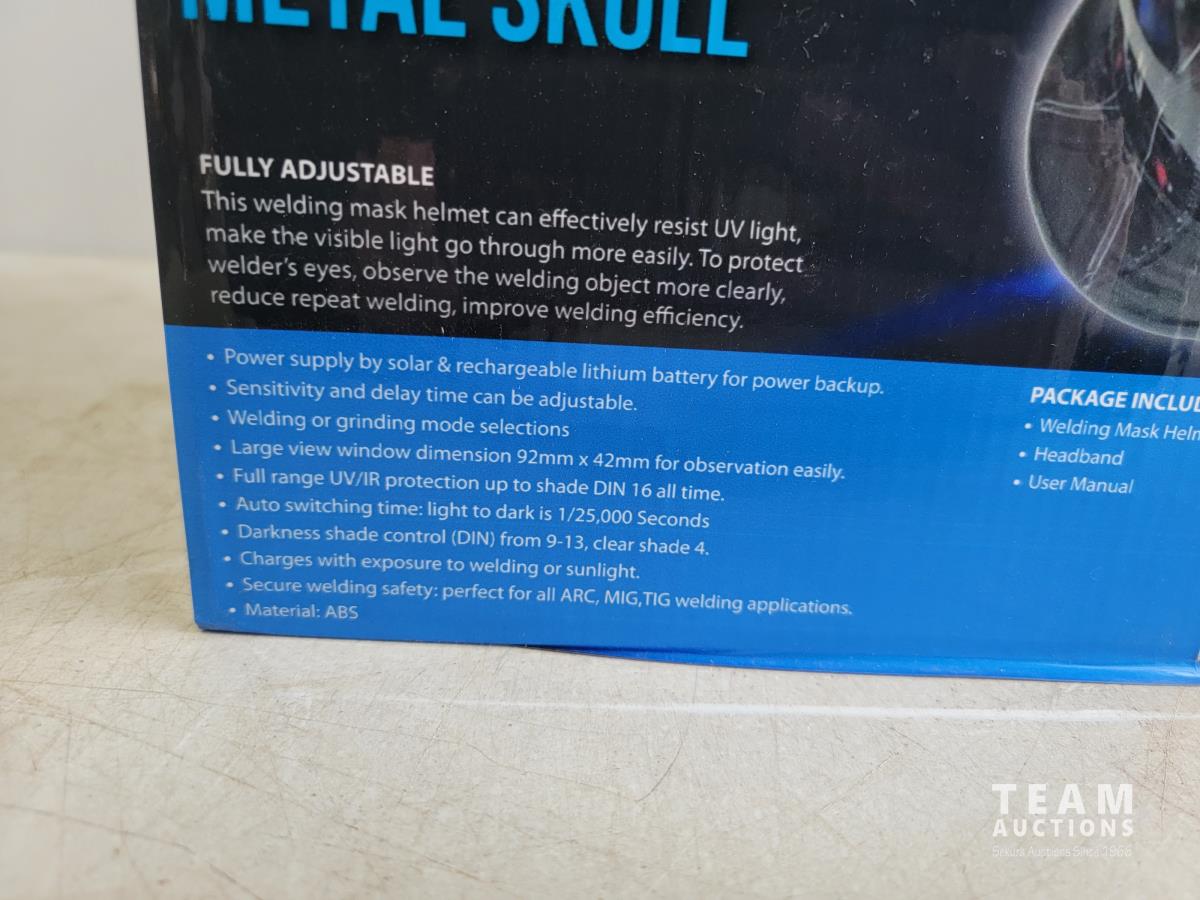 METAL SKULL
FULLY ADJUSTABLE
This welding mask helmet can effectively resist UV light,
make the visible light go through more easily. To protect
welder's eyes, observe the welding object more clearly,
reduce repeat welding, improve welding efficiency.
• Power supply by solar & rechargeable lithium battery for power backup.
• Sensitivity and delay time can be adjustable.
• Welding or grinding mode selections
• Large view window dimension 92mm x 42mm for observation easily.
• Full range UV/IR protection up to shade DIN 16 all time.
• Auto switching time: light to dark is 1/25,000 Seconds
• Darkness shade control (DIN) from 9-13, clear shade 4.
• Charges with exposure to welding or sunlight.
• Secure welding safety: perfect for all ARC, MIG,TIG welding applications.
• Material: ABS
PACKAGE INCLU
• Welding Mask Hel
• Headband
• User Manual
TEAM
AUCTIONS
Auctions Since 1966